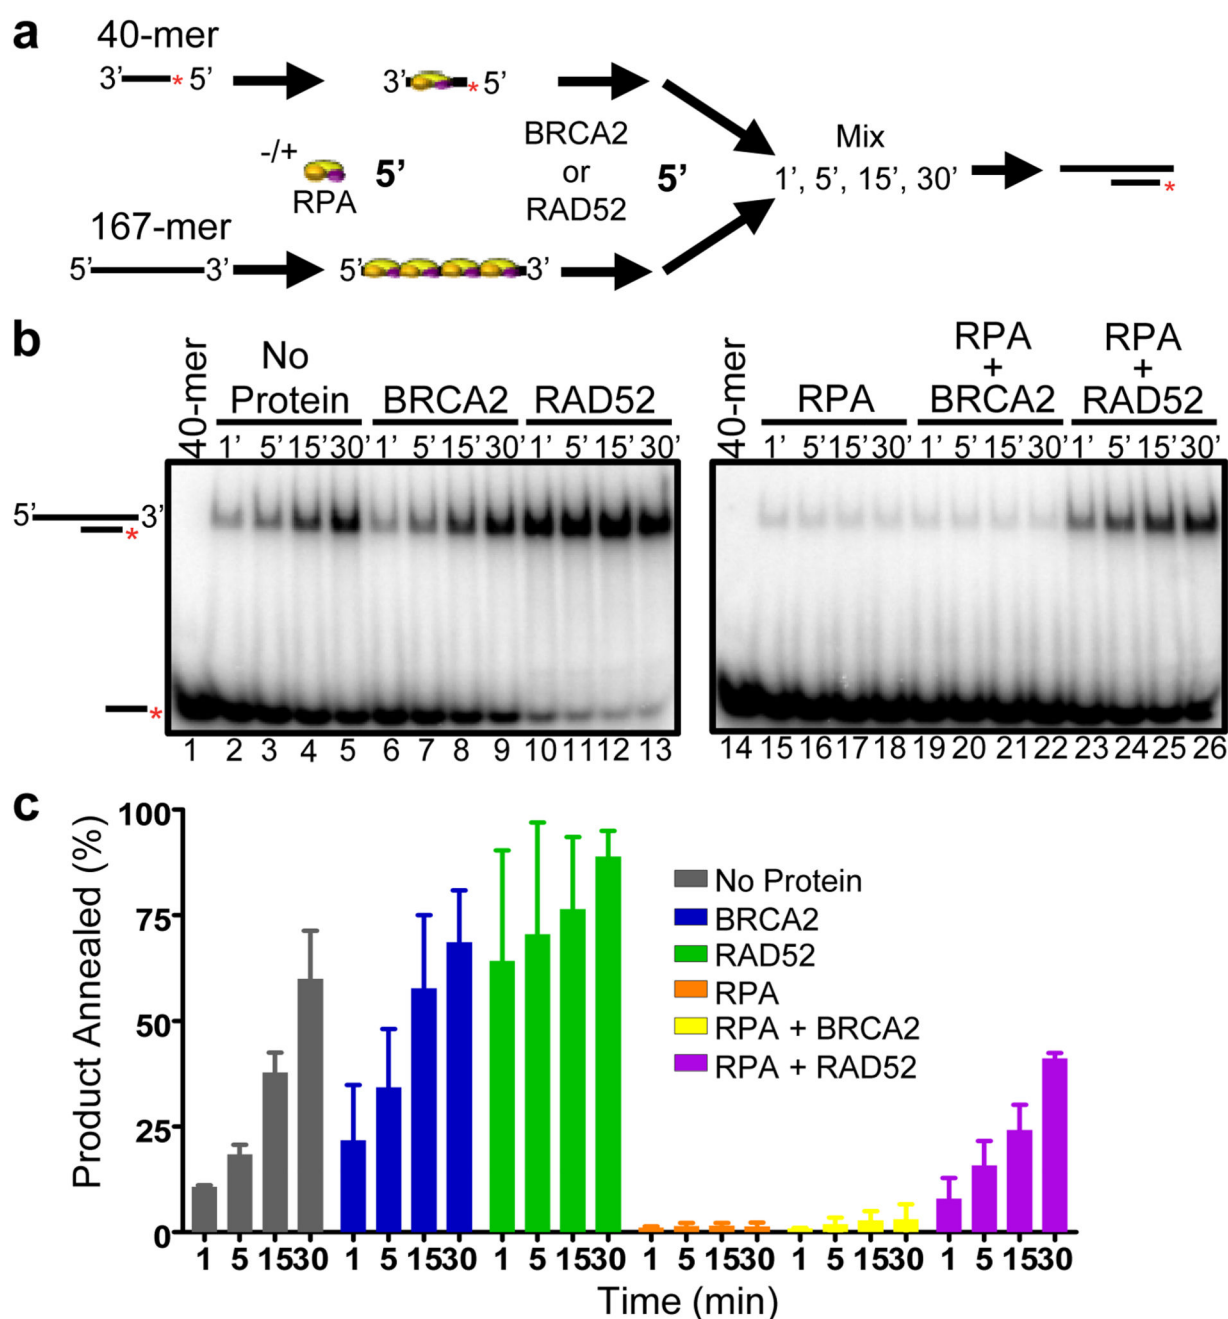 a
40-mer
3’ * 5’
3’ * 5’
-/+
RPA
5’
BRCA2
or
RAD52
5’
Mix
1’, 5’, 15’, 30’
*
167-mer
5’ 3’
5’ 3’
b
40-mer
No
Protein
BRCA2
RAD52
1’ 5’ 15’ 30’ 1’ 5’ 15’ 30’ 1’ 5’ 15’ 30’
40-mer
RPA
RPA
+
BRCA2
RPA
+
RAD52
1’ 5’ 15’ 30’ 1’ 5’ 15’ 30’ 1’ 5’ 15’ 30’
5’ 3’
*
*
1 2 3 4 5 6 7 8 9 10 11 12 13
14 15 16 17 18 19 20 21 22 23 24 25 26
c
Product Annealed (%)
100
75
50
25
0
No Protein
BRCA2
RAD52
RPA
RPA + BRCA2
RPA + RAD52
1 5 15 30 1 5 15 30 1 5 15 30 1 5 15 30 1 5 15 30 1 5 15 30
Time (min)